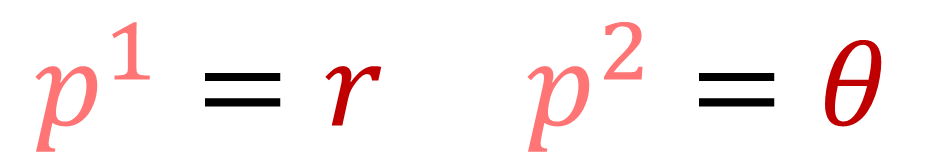 p¹ = r p² = θ